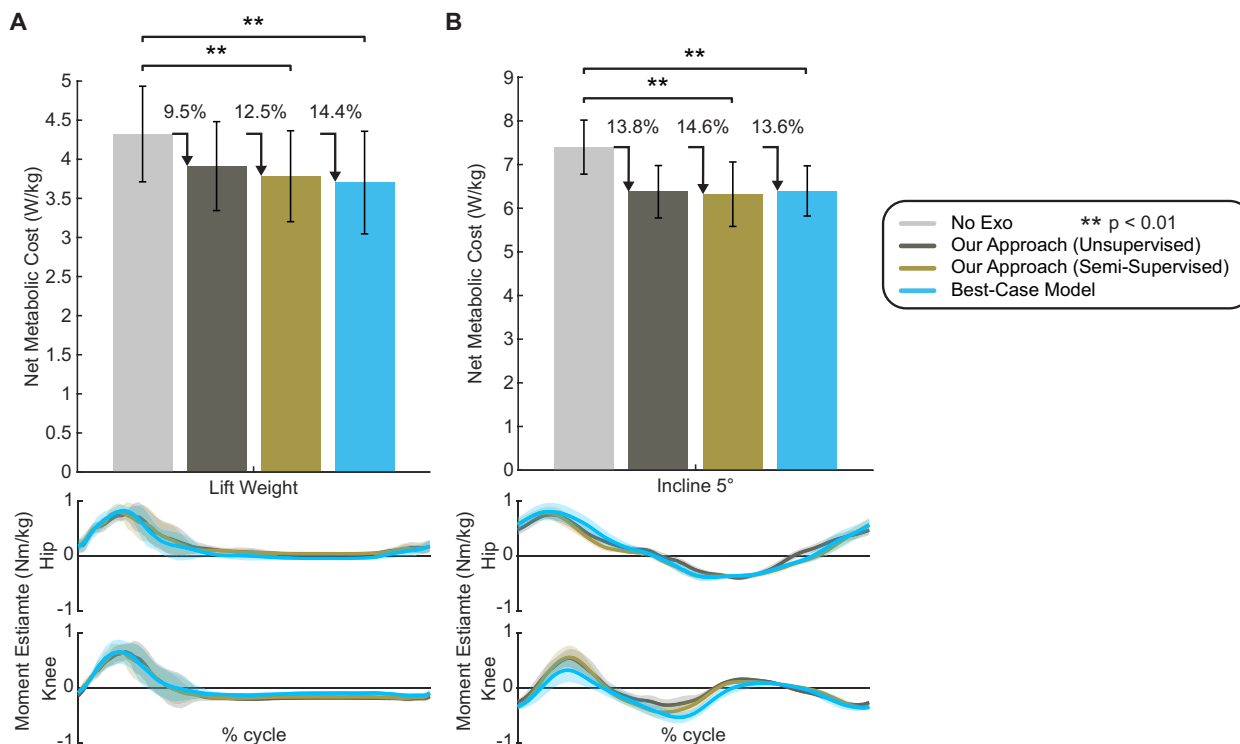 A
**
**
Net Metabolic Cost (W/kg)
5
4.5
4
3.5
3
2.5
2
1.5
1
0.5
0
9.5%
12.5%
14.4%
Lift Weight
Moment Estiamte (Nm/kg)
Hip
1
0
-1
Knee
1
0
-1
% cycle
B
**
**
Net Metabolic Cost (W/kg)
9
8
7
6
5
4
3
2
1
0
13.8%
14.6%
13.6%
Incline 5°
Moment Estiamte (Nm/kg)
Hip
1
0
-1
Knee
1
0
-1
% cycle
No Exo ** p < 0.01
Our Approach (Unsupervised)
Our Approach (Semi-Supervised)
Best-Case Model